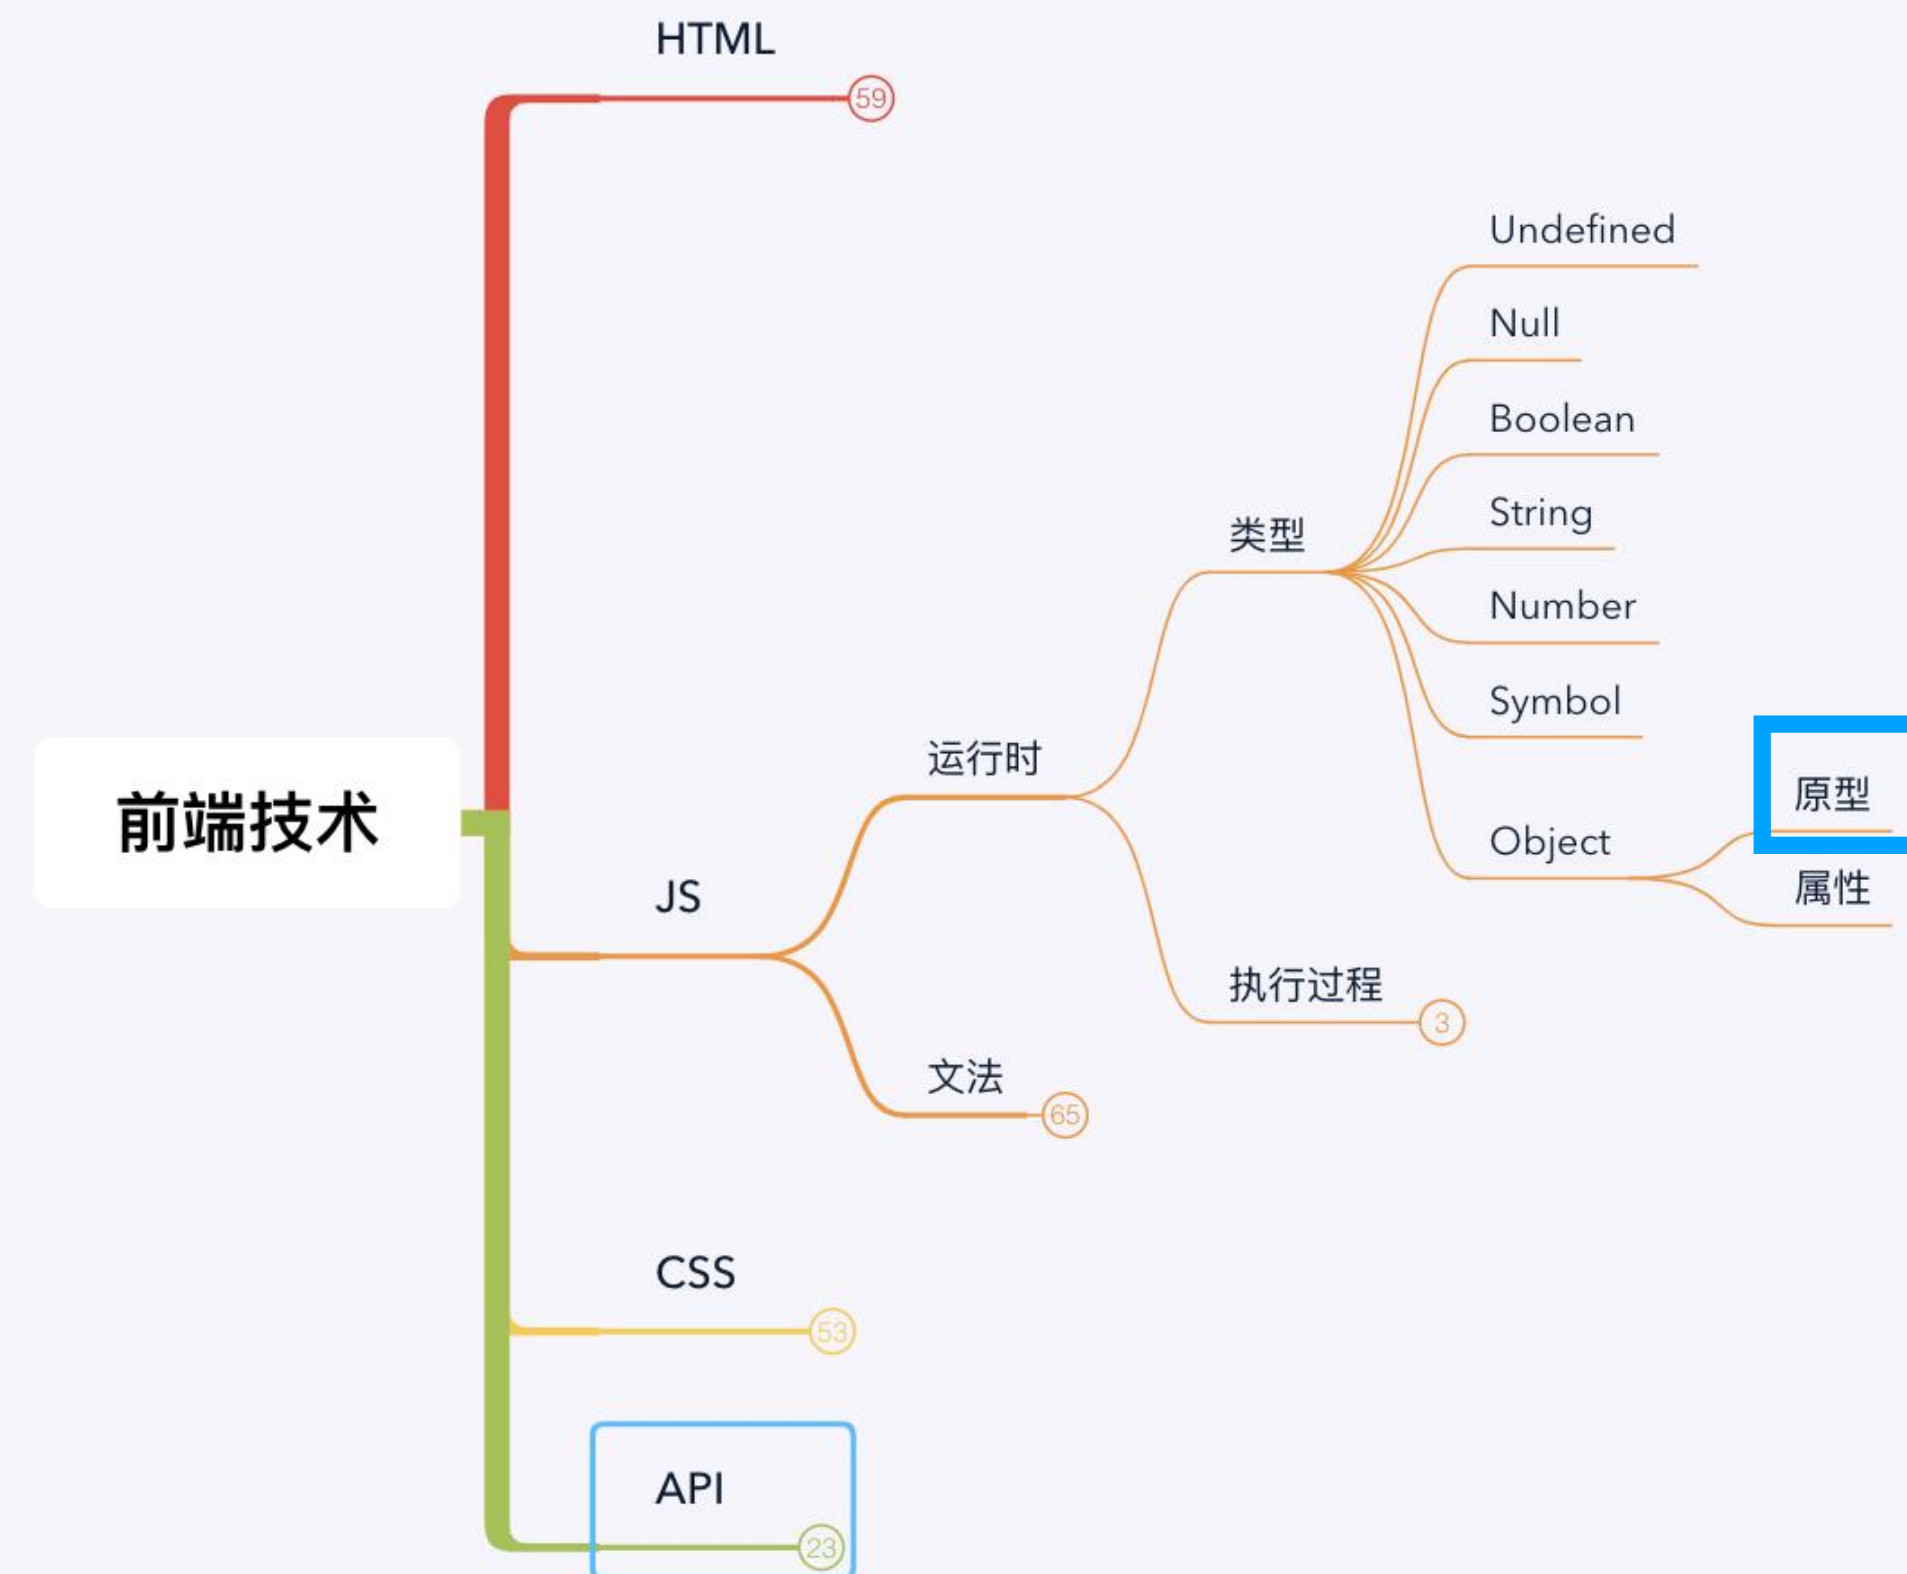 HTML
59
Undefined
Null
Boolean
String
类型
Number
Symbol
运行时
原型
前端技术
Object
JS
属性
执行过程
3
文法
65
CSS
53
API
23